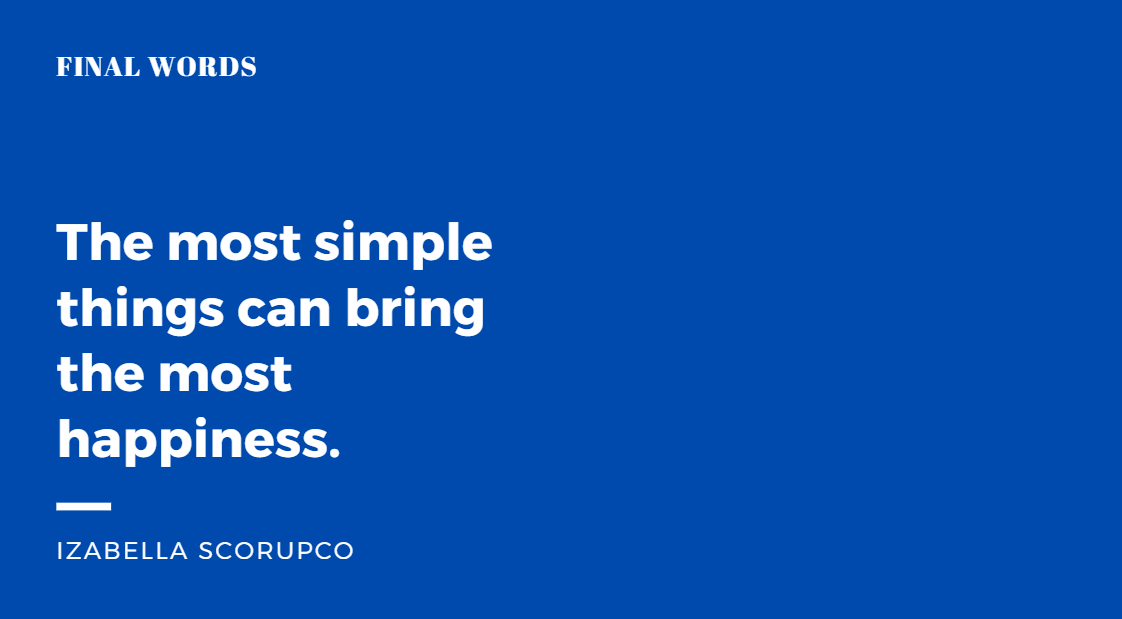 FINAL WORDS
The most simple
things can bring
the most
happiness.
IZABELLA SCORUPCO